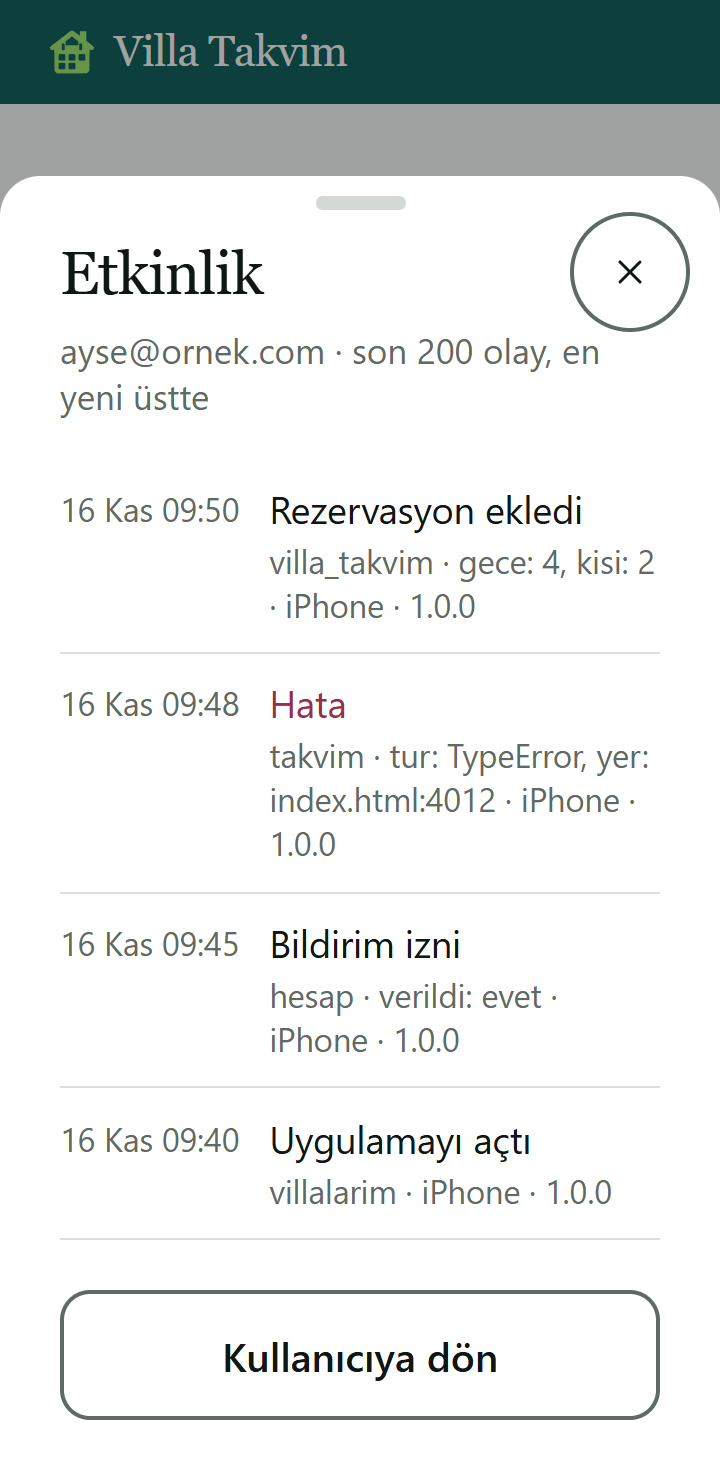 Villa Takvim
Etkinlik
ayse@ornek.com · son 200 olay, en
yeni üstte
16 Kas 09:50 Rezervasyon ekledi
villa_takvim · gece: 4, kisi: 2
· iPhone · 1.0.0
16 Kas 09:48 Hata
takvim · tur: TypeError, yer:
index.html:4012 · iPhone ·
1.0.0
16 Kas 09:45 Bildirim izni
hesap · verildi: evet ·
iPhone · 1.0.0
16 Kas 09:40 Uygulamayı açtı
villalarim · iPhone · 1.0.0
Kullanıcıya dön